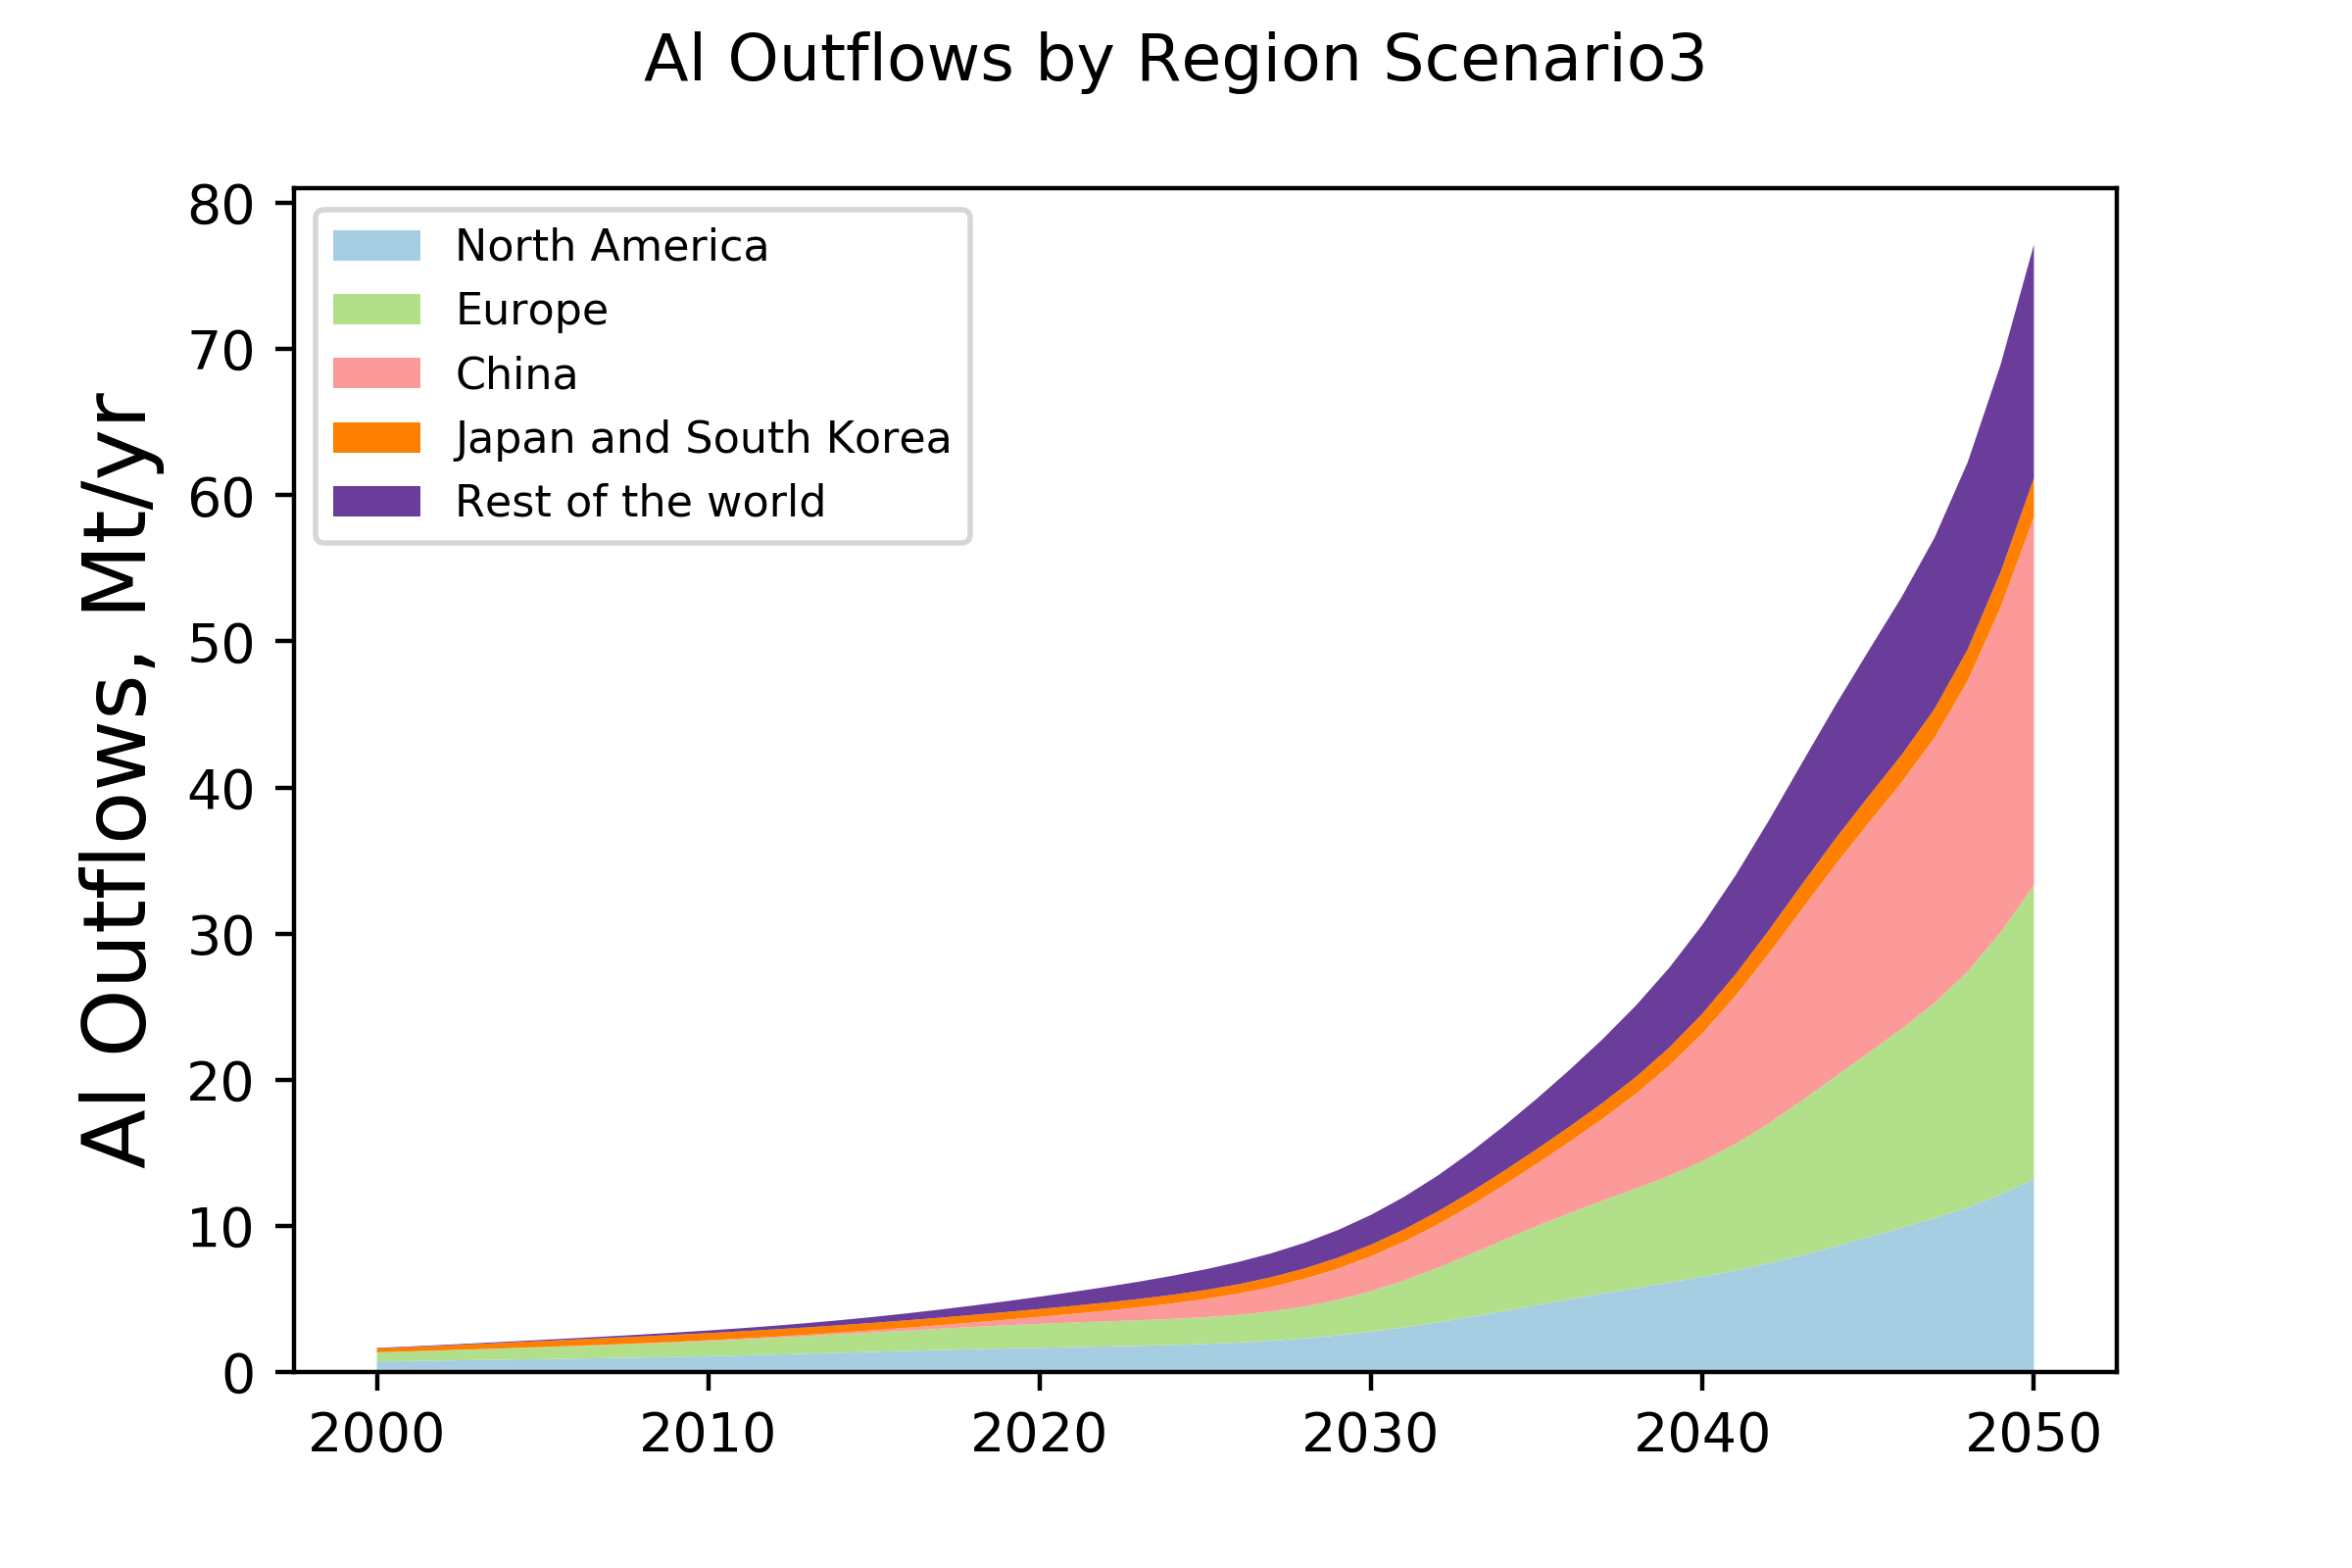 Al Outflows by Region Scenario3
Al Outflows, Mt/yr
80
70
60
50
40
30
20
10
0
North America
Europe
China
Japan and South Korea
Rest of the world
2000
2010
2020
2030
2040
2050